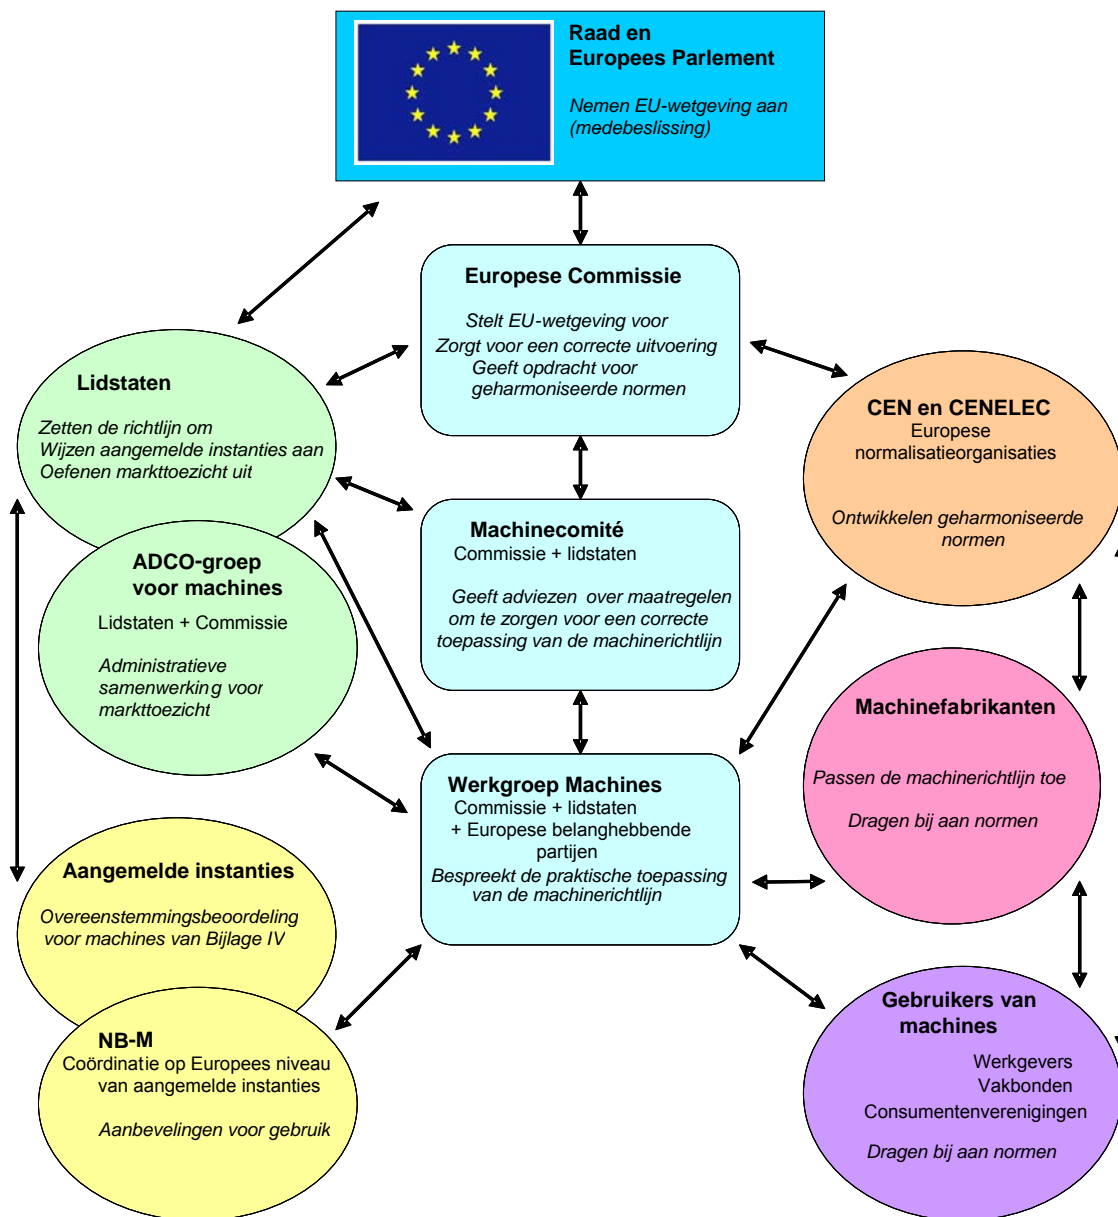 Raad en
Europees Parlement
Nemen EU-wetgeving aan
(medebeslissing)
Europese Commissie
Stelt EU-wetgeving voor
Zorgt voor een correcte uitvoering
Geeft opdracht voor
geharmoniseerde normen
Lidstaten
Zetten de richtlijn om
Wijzen aangemelde instanties aan
Oefenen markttoezicht uit
CEN en CENELEC
Europese
normalisatieorganisaties
Ontwikkelen geharmoniseerde
normen
Machinecomité
Commissie + lidstaten
Geeft adviezen over maatregelen
om te zorgen voor een correcte
toepassing van de machinerichtlijn
ADCO-groep
voor machines
Lidstaten + Commissie
Administratieve
samenwerking voor
markttoezicht
Machinefabrikanten
Passen de machinerichtlijn toe
Dragen bij aan normen
Werkgroep Machines
Commissie + lidstaten
+ Europese belanghebbende
partijen
Bespreekt de praktische toepassing
van de machinerichtlijn
Aangemelde instanties
Overeenstemmingsbeoordeling
voor machines van Bijlage IV
NB-M
Coördinatie op Europees niveau
van aangemelde instanties
Aanbevelingen voor gebruik
Gebruikers van
machines
Werkgevers
Vakbonden
Consumentenverenigingen
Dragen bij aan normen